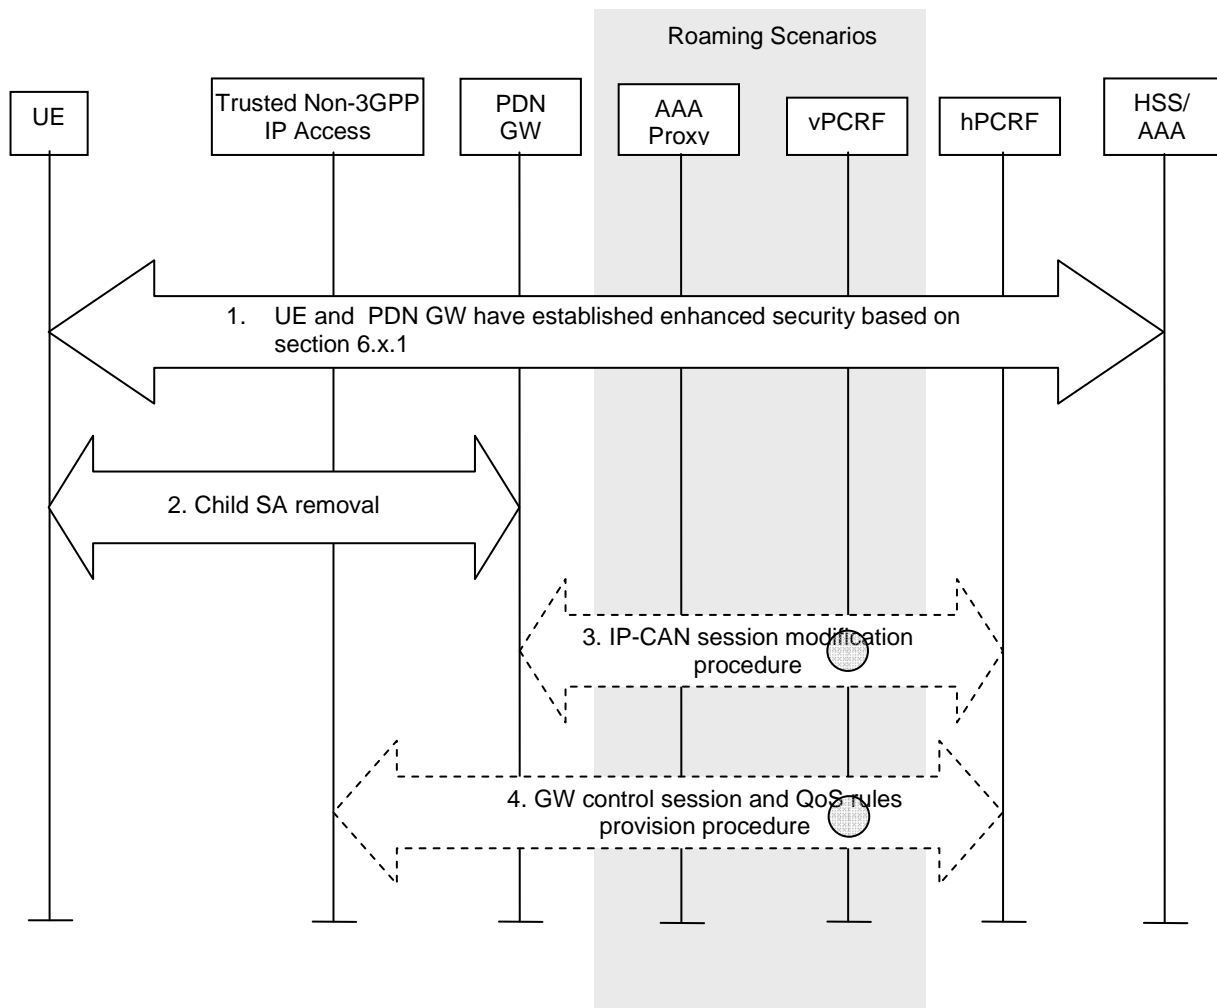 Roaming Scenarios
UE
Trusted Non-3GPP
IP Access
PDN
GW
AAA
Proxy
vPCRF
hPCRF
HSS/
AAA
1. UE and PDN GW have established enhanced security based on
section 6.x.1
2. Child SA removal
3. IP-CAN session modification
procedure
4. GW control session and QoS rules
provision procedure